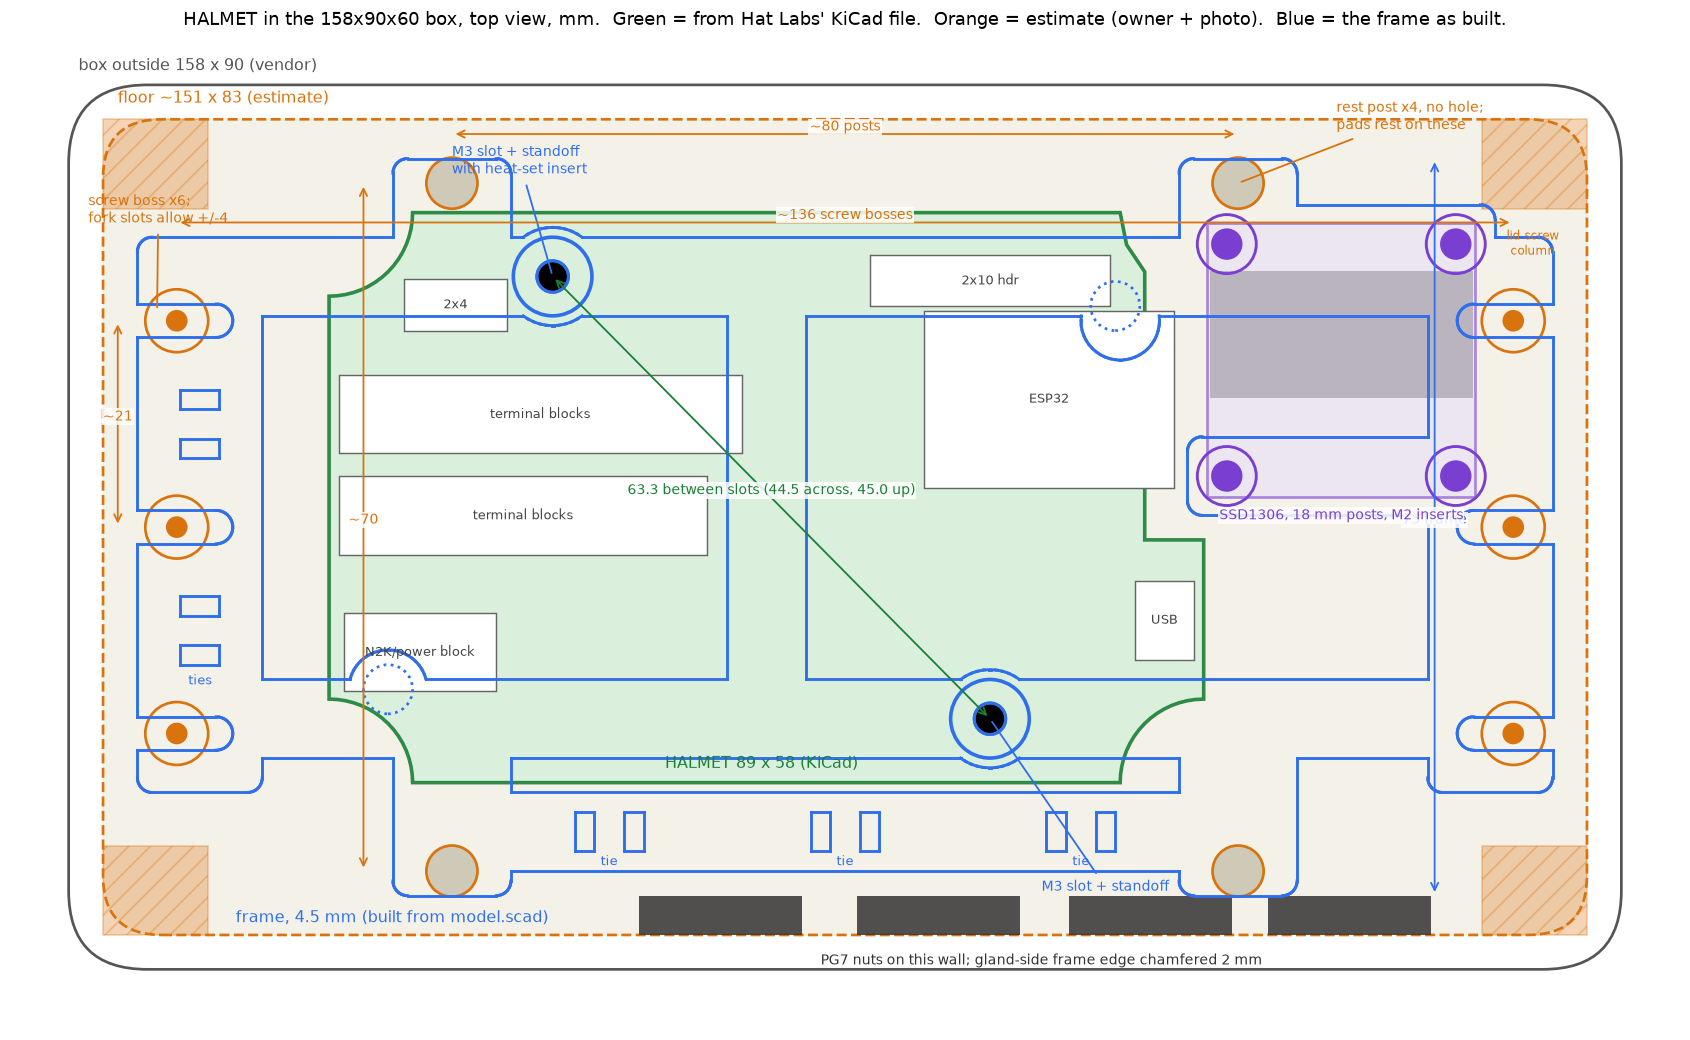 HALMET in the 158x90x60 box, top view, mm.  Green = from Hat Labs' KiCad file.  Orange = estimate (owner + photo).  Blue = the frame as built.
box outside 158 x 90 (vendor)
floor ~151 x 83 (estimate)
rest post x4, no hole;
pads rest on these
~80 posts
M3 slot + standoff
with heat-set insert
screw boss x6;
fork slots allow +/-4
~136 screw bosses
lid screw
column
2x4
2x10 hdr
ESP32
terminal blocks
~21
63.3 between slots (44.5 across, 45.0 up)
terminal blocks
~70
SSD1306, 18 mm posts, M2 inserts
USB
N2K/power block
ties
HALMET 89 x 58 (KiCad)
tie
tie
tie
M3 slot + standoff
frame, 4.5 mm (built from model.scad)
PG7 nuts on this wall; gland-side frame edge chamfered 2 mm